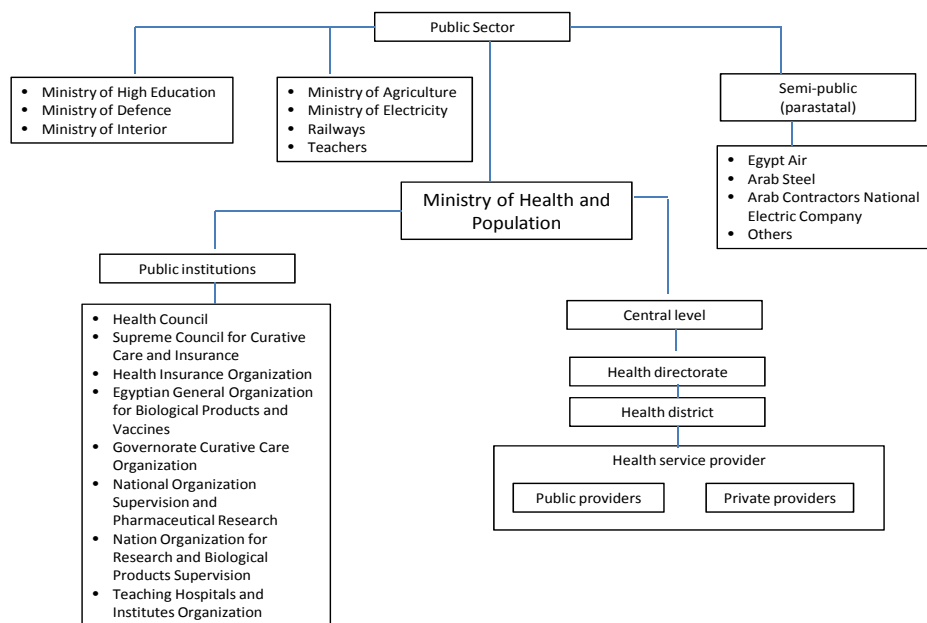 Public Sector
• Ministry of High Education
• Ministry of Defence
• Ministry of Interior
• Ministry of Agriculture
• Ministry of Electricity
• Railways
• Teachers
Semi-public
(parastatal)
• Egypt Air
• Arab Steel
• Arab Contractors National
Electric Company
• Others
Ministry of Health and
Population
Public institutions
• Health Council
• Supreme Council for Curative
Care and Insurance
• Health Insurance Organization
• Egyptian General Organization
for Biological Products and
Vaccines
• Governorate Curative Care
Organization
• National Organization
Supervision and
Pharmaceutical Research
• Nation Organization for
Research and Biological
Products Supervision
• Teaching Hospitals and
Institutes Organization
Central level
Health directorate
Health district
Health service provider
Public providers
Private providers